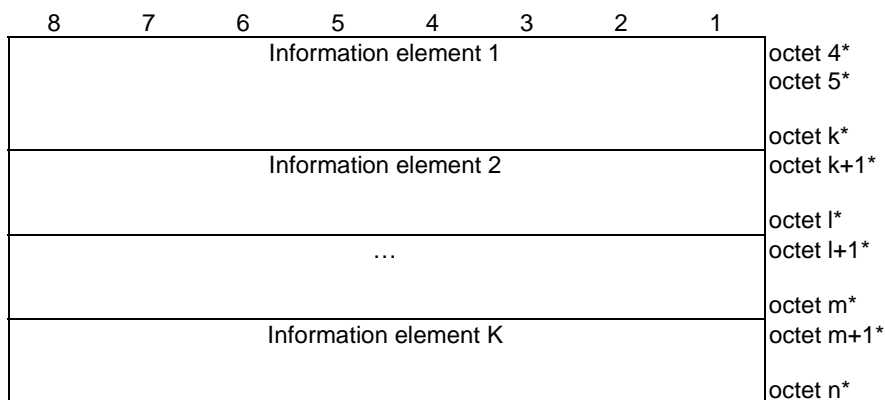 8 7 6 5 4 3 2 1
Information element 1 octet 4*
octet 5*
octet k*
Information element 2 octet k+1*
octet l*
… octet l+1*
octet m*
Information element K octet m+1*
octet n*